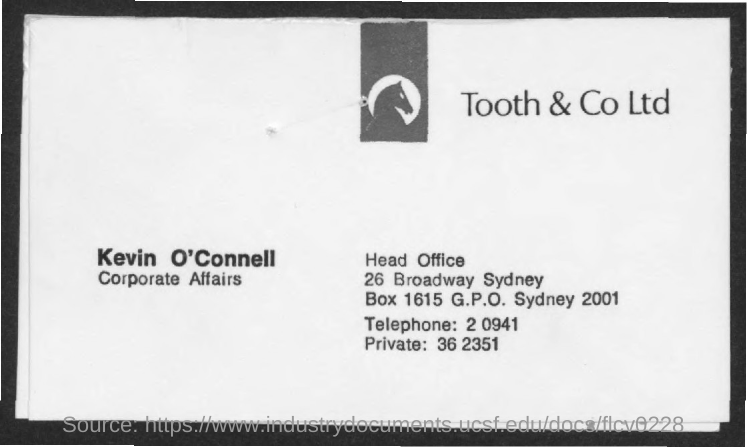 Tooth & Co Ltd
Kevin O'Connell
Corporate Affairs
Head Office
26 Broadway Sydney
Box 1615 G.P.O. Sydney 2001
Telephone: 2 0941
Private: 36 2351
Source: https://www.industrydocuments.ucsf.edu/docs/flcy0228